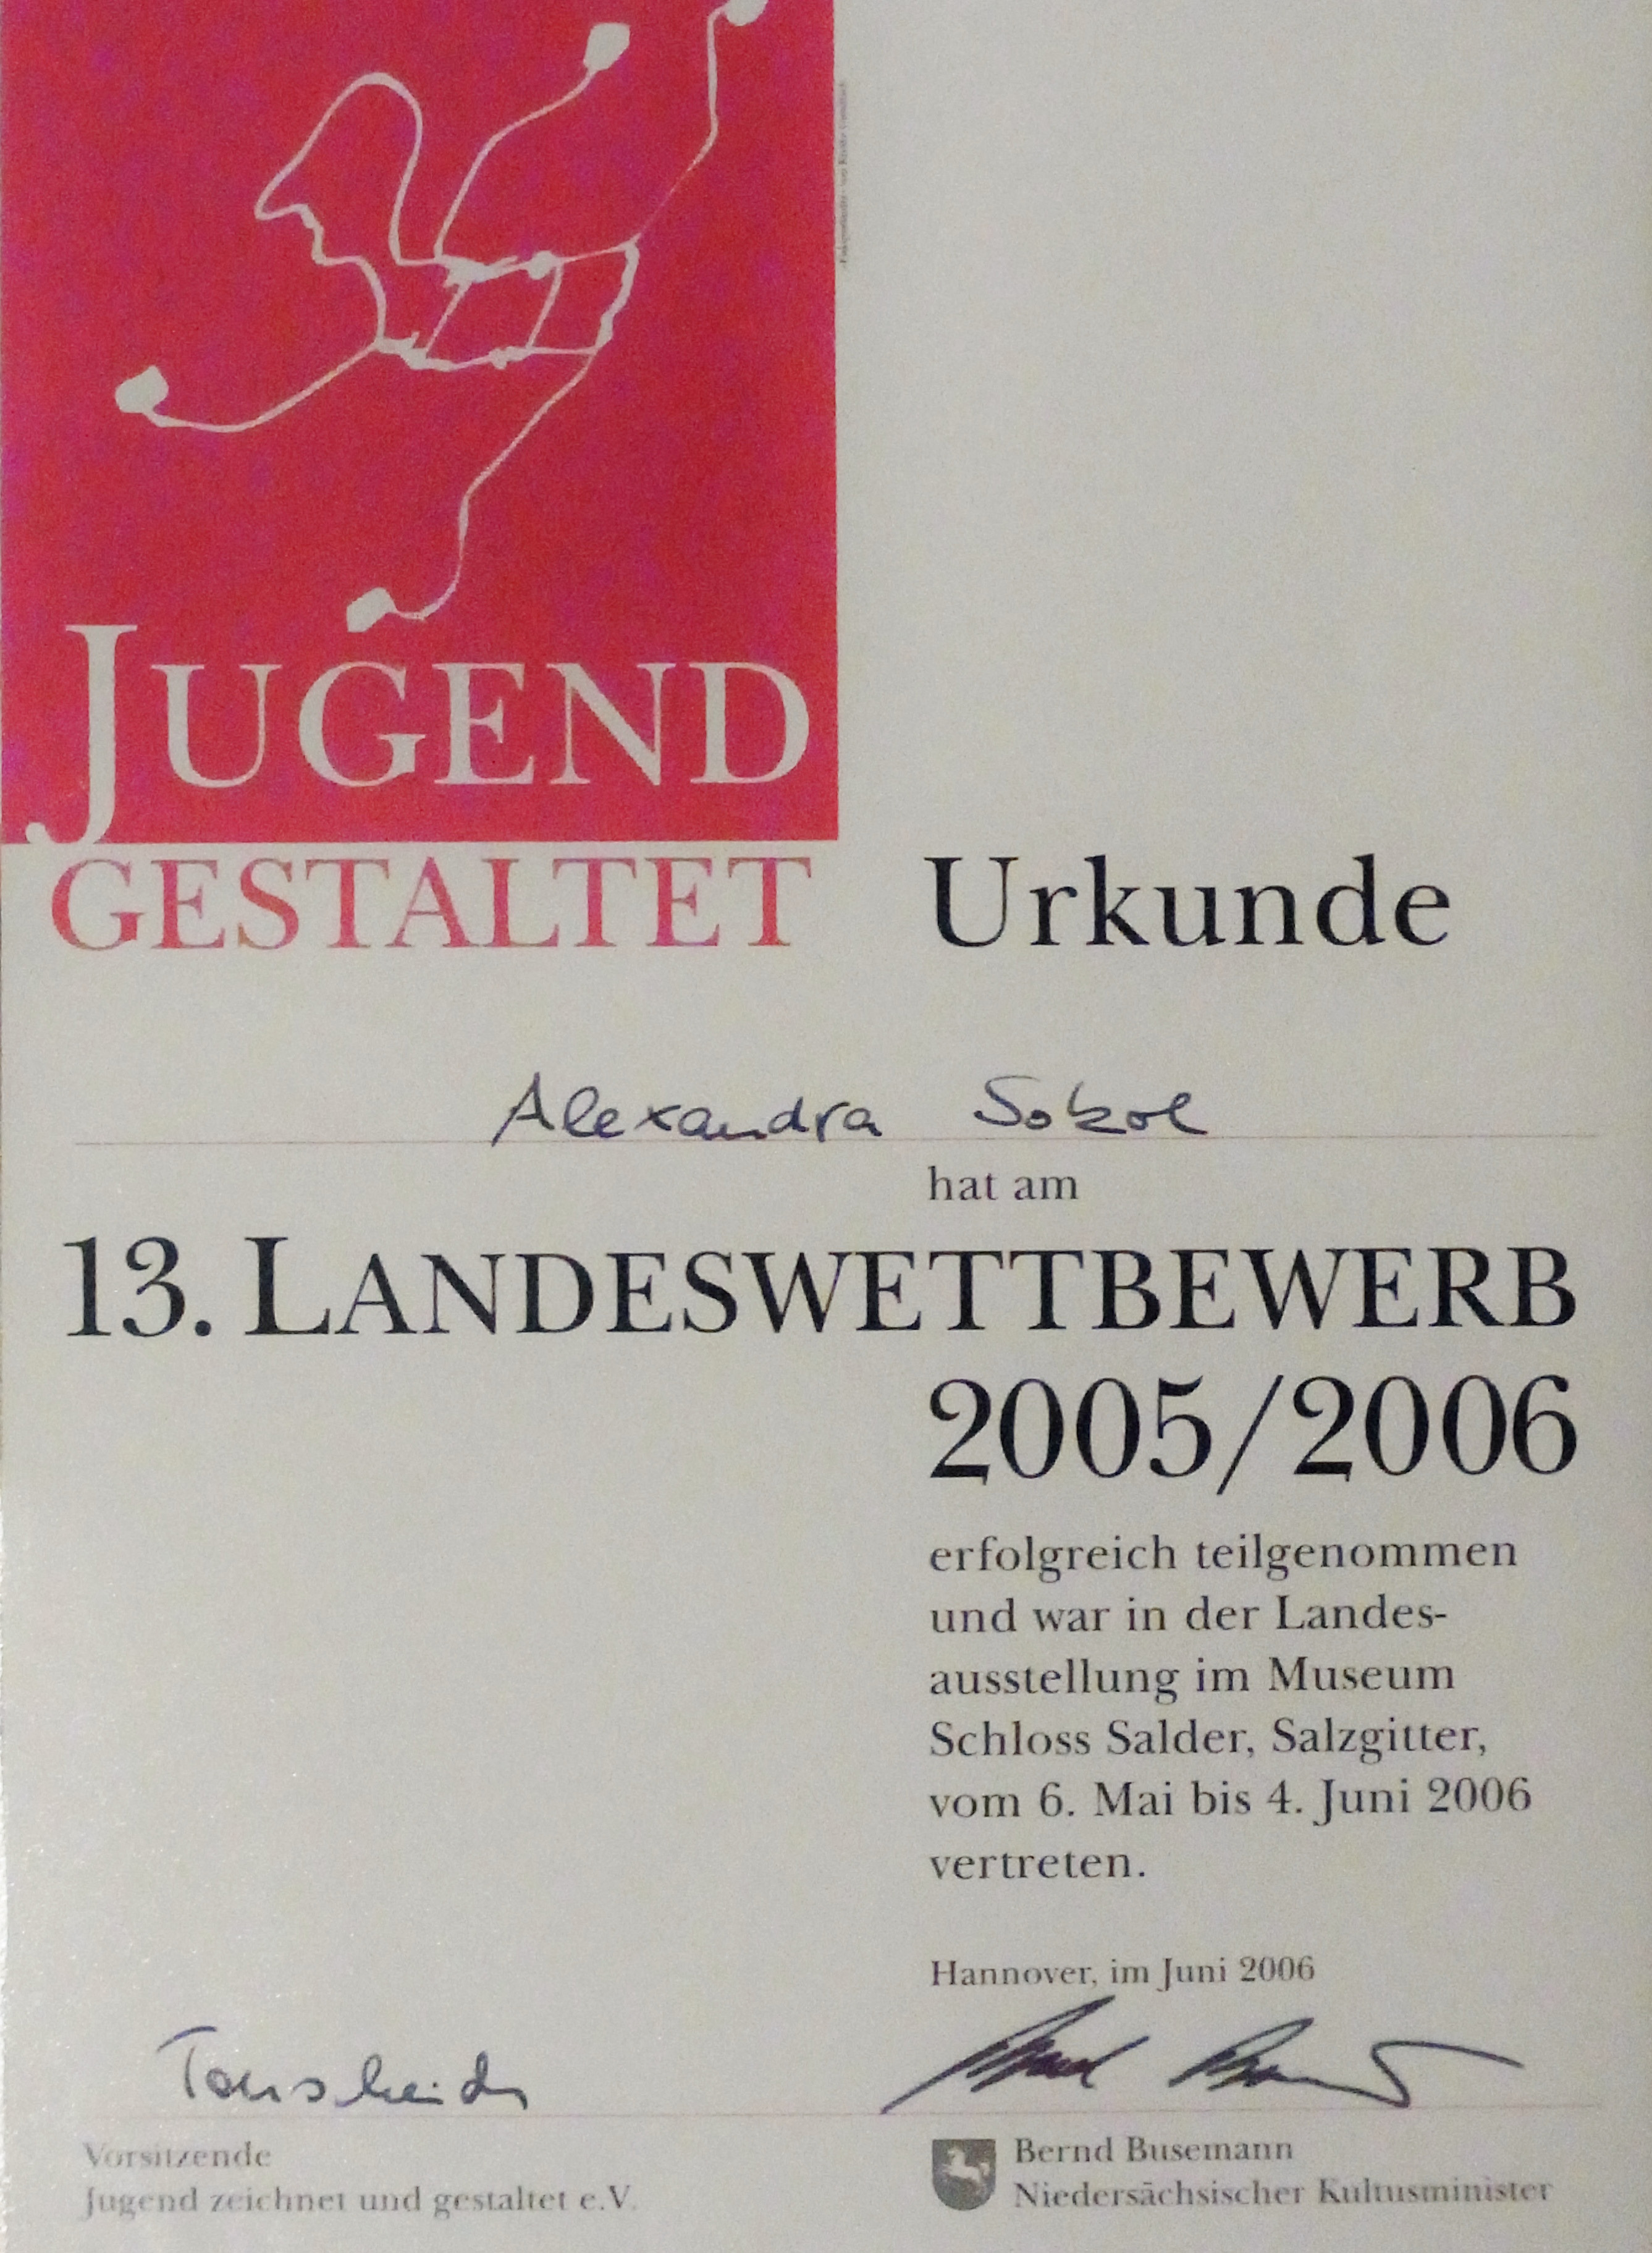 JUGEND
GESTALTET
Urkunde
Alexandra Sokol
hat am
13. LANDESWETTBEWERB
2005/2006
erfolgreich teilgenommen
und war in der Landes-
ausstellung im Museum
Schloss Salder, Salzgitter,
vom 6. Mai bis 4. Juni 2006
vertreten.
Hannover, im Juni 2006
Vorsitzende
Jugend zeichnet und gestaltet e.V.
Bernd Busemann
Niedersächsischer Kultusminister